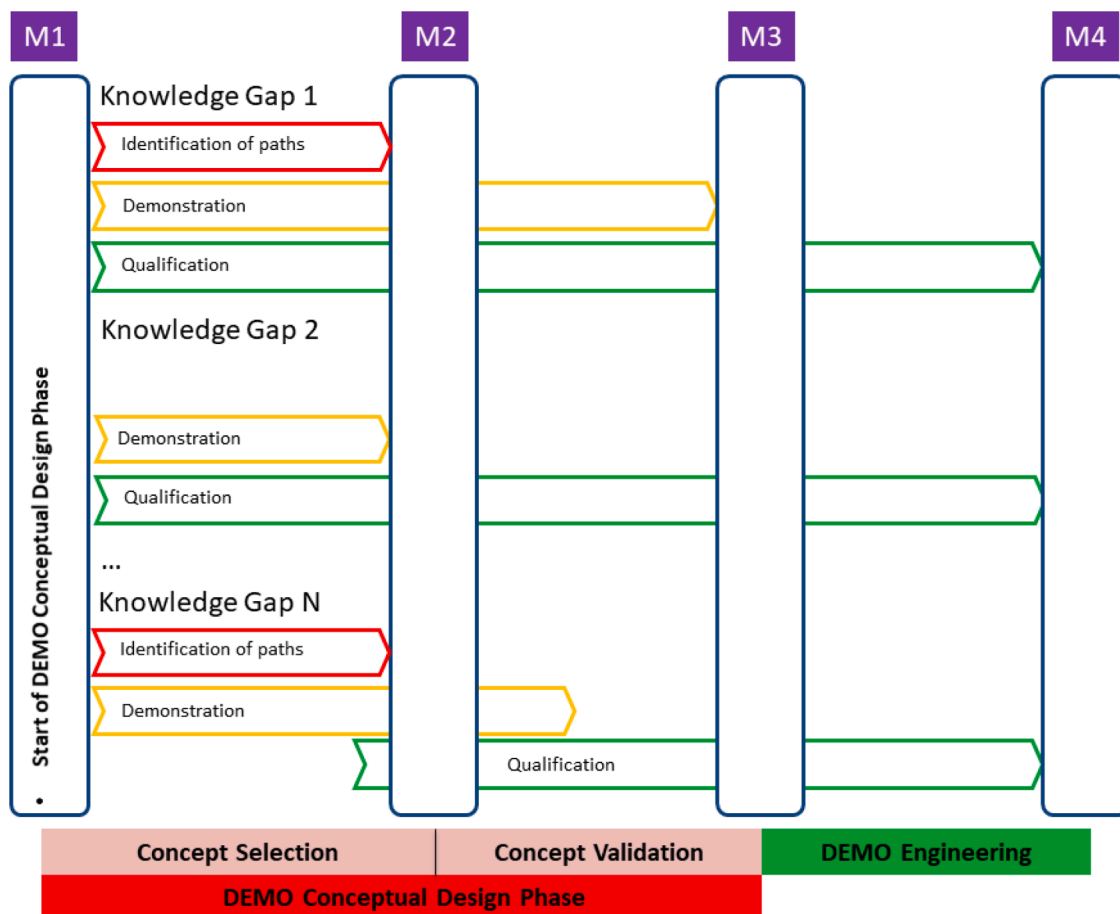 M1
M2
M3
M4
Knowledge Gap 1
Identification of paths
Demonstration
Qualification
Knowledge Gap 2
Demonstration
Qualification
...
Knowledge Gap N
Identification of paths
Demonstration
Qualification
• Start of DEMO Conceptual Design Phase
Concept Selection
Concept Validation
DEMO Engineering
DEMO Conceptual Design Phase